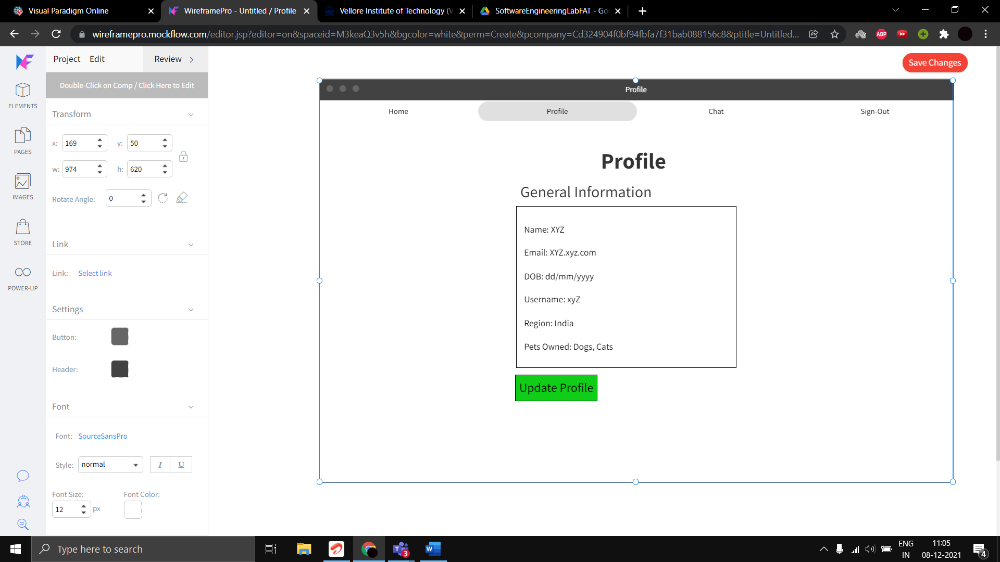 Visual Paradigm Online
WireframePro - Untitled / Profile
Vellore Institute of Technology (V
SoftwareEngineeringLabFAT - Go
wireframepro.mockflow.com/editor.jsp?editor=on&spaceid=M3keaQ3v5h&bgcolor=white&perm=Create&pcompany=Cd324904f0bf94fbfa7f31bab088156c8&ptitle=Untitled...
ABP
Project Edit Review
Save Changes
Double-Click on Comp / Click Here to Edit
ELEMENTS
PAGES
IMAGES
STORE
POWER-UP
Transform
x: 169 y: 50
w: 974 h: 620
Rotate Angle: 0
Link
Link: Select link
Settings
Button:
Header:
Font
Font: SourceSansPro
Style: normal I U
Font Size: Font Color:
12 px
Profile
Home Profile Chat Sign-Out
Profile
General Information
Name: XYZ
Email: XYZ.xyz.com
DOB: dd/mm/yyyy
Username: xyZ
Region: India
Pets Owned: Dogs, Cats
Update Profile
Type here to search
T 3
W
ENG
IN
11:05
08-12-2021
4